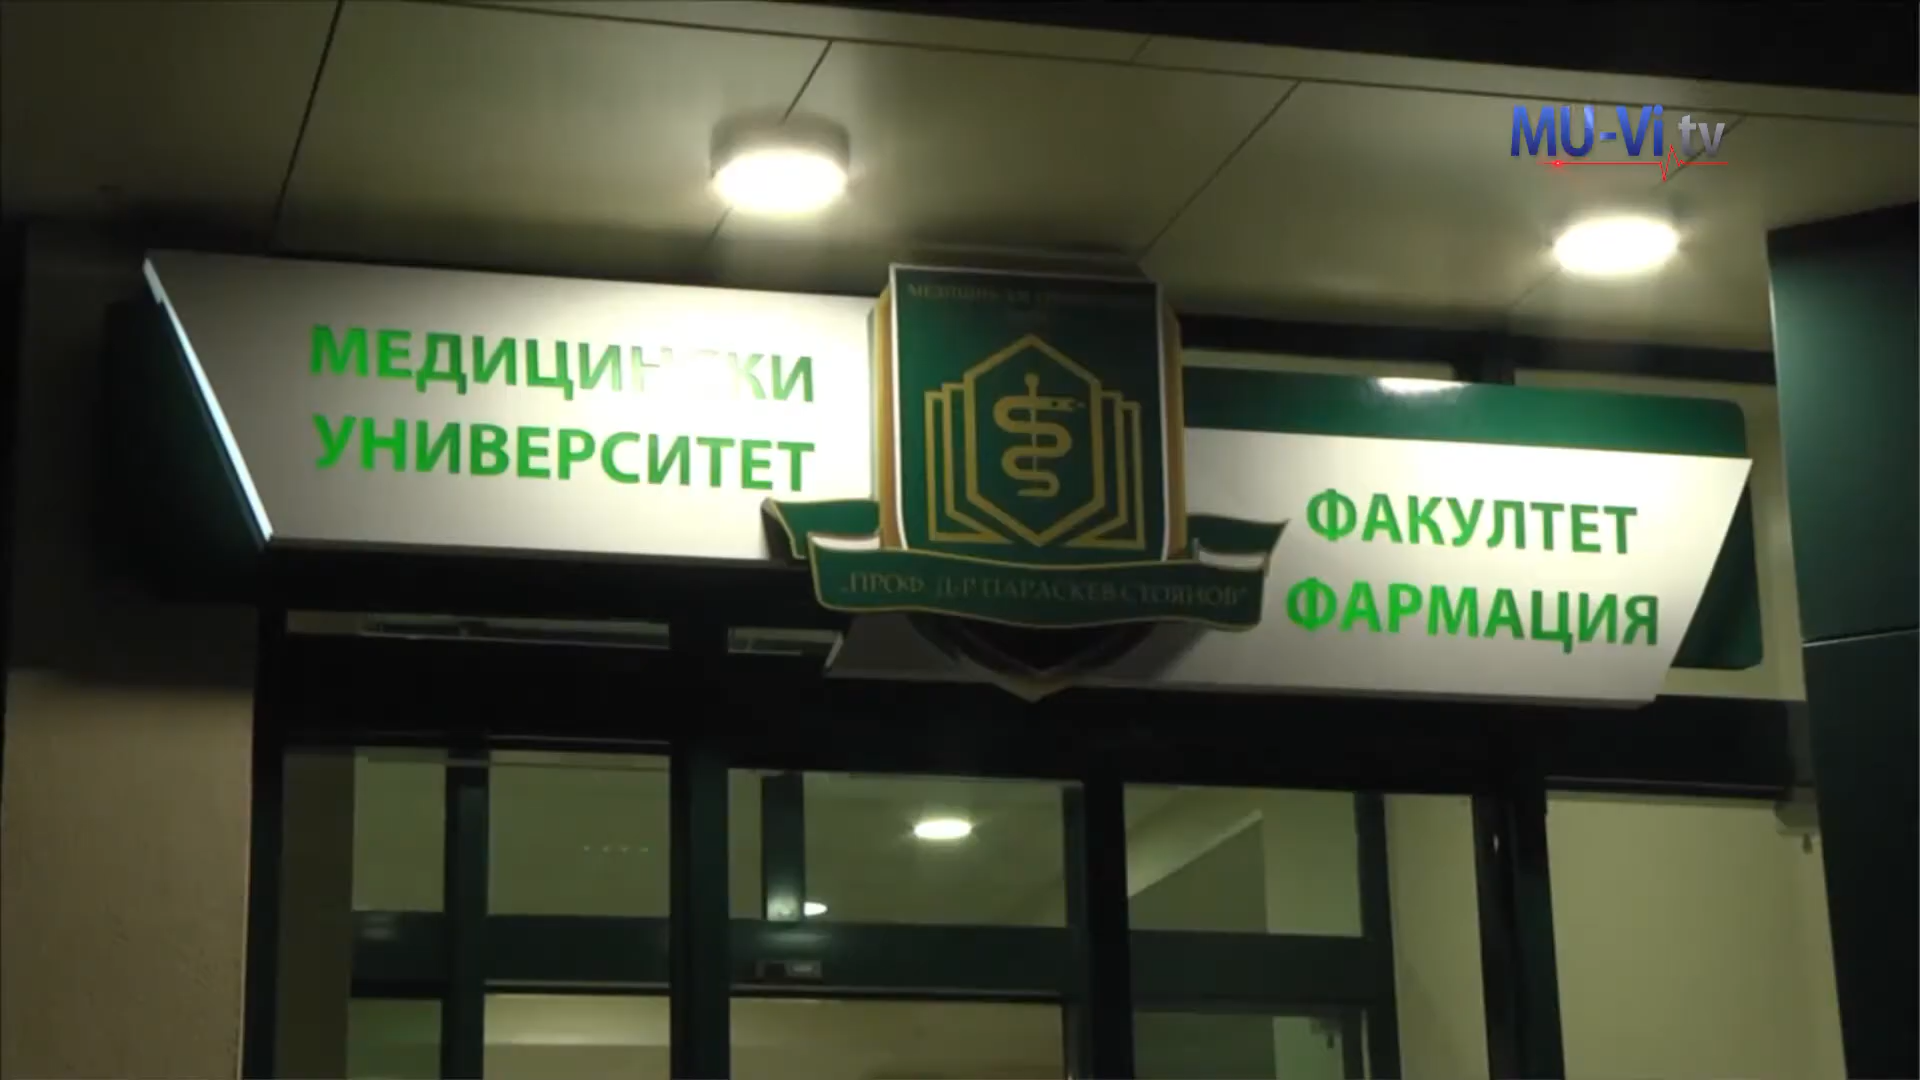 MU-Vi.tv
МЕДИЦИНСКИ
УНИВЕРСИТЕТ
"ПРОФ. Д-Р ПАРАСКЕВ СТОЯНОВ"
ФАКУЛТЕТ
ФАРМАЦИЯ